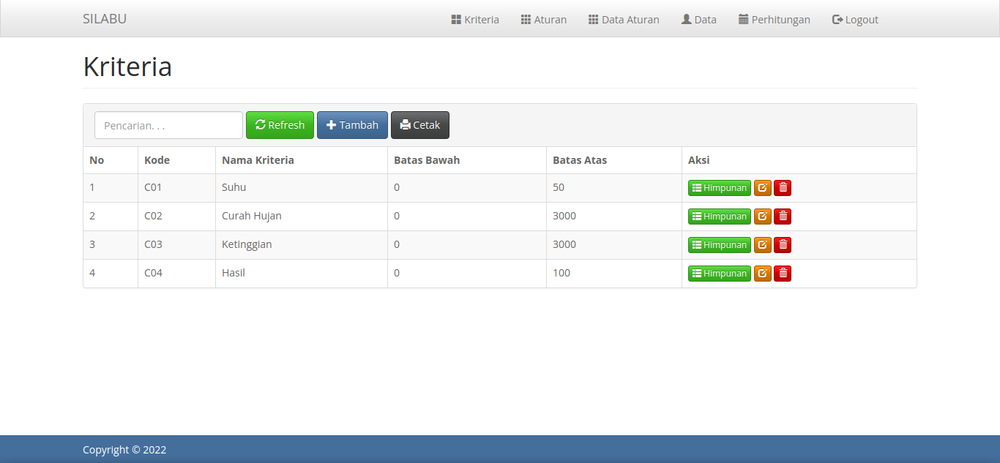 SILABU Kriteria Aturan Data Aturan Data Perhitungan Logout
Kriteria
Pencarian. . . Refresh Tambah Cetak
No Kode Nama Kriteria Batas Bawah Batas Atas Aksi
1 C01 Suhu 0 50 Himpunan
2 C02 Curah Hujan 0 3000 Himpunan
3 C03 Ketinggian 0 3000 Himpunan
4 C04 Hasil 0 100 Himpunan
Copyright © 2022